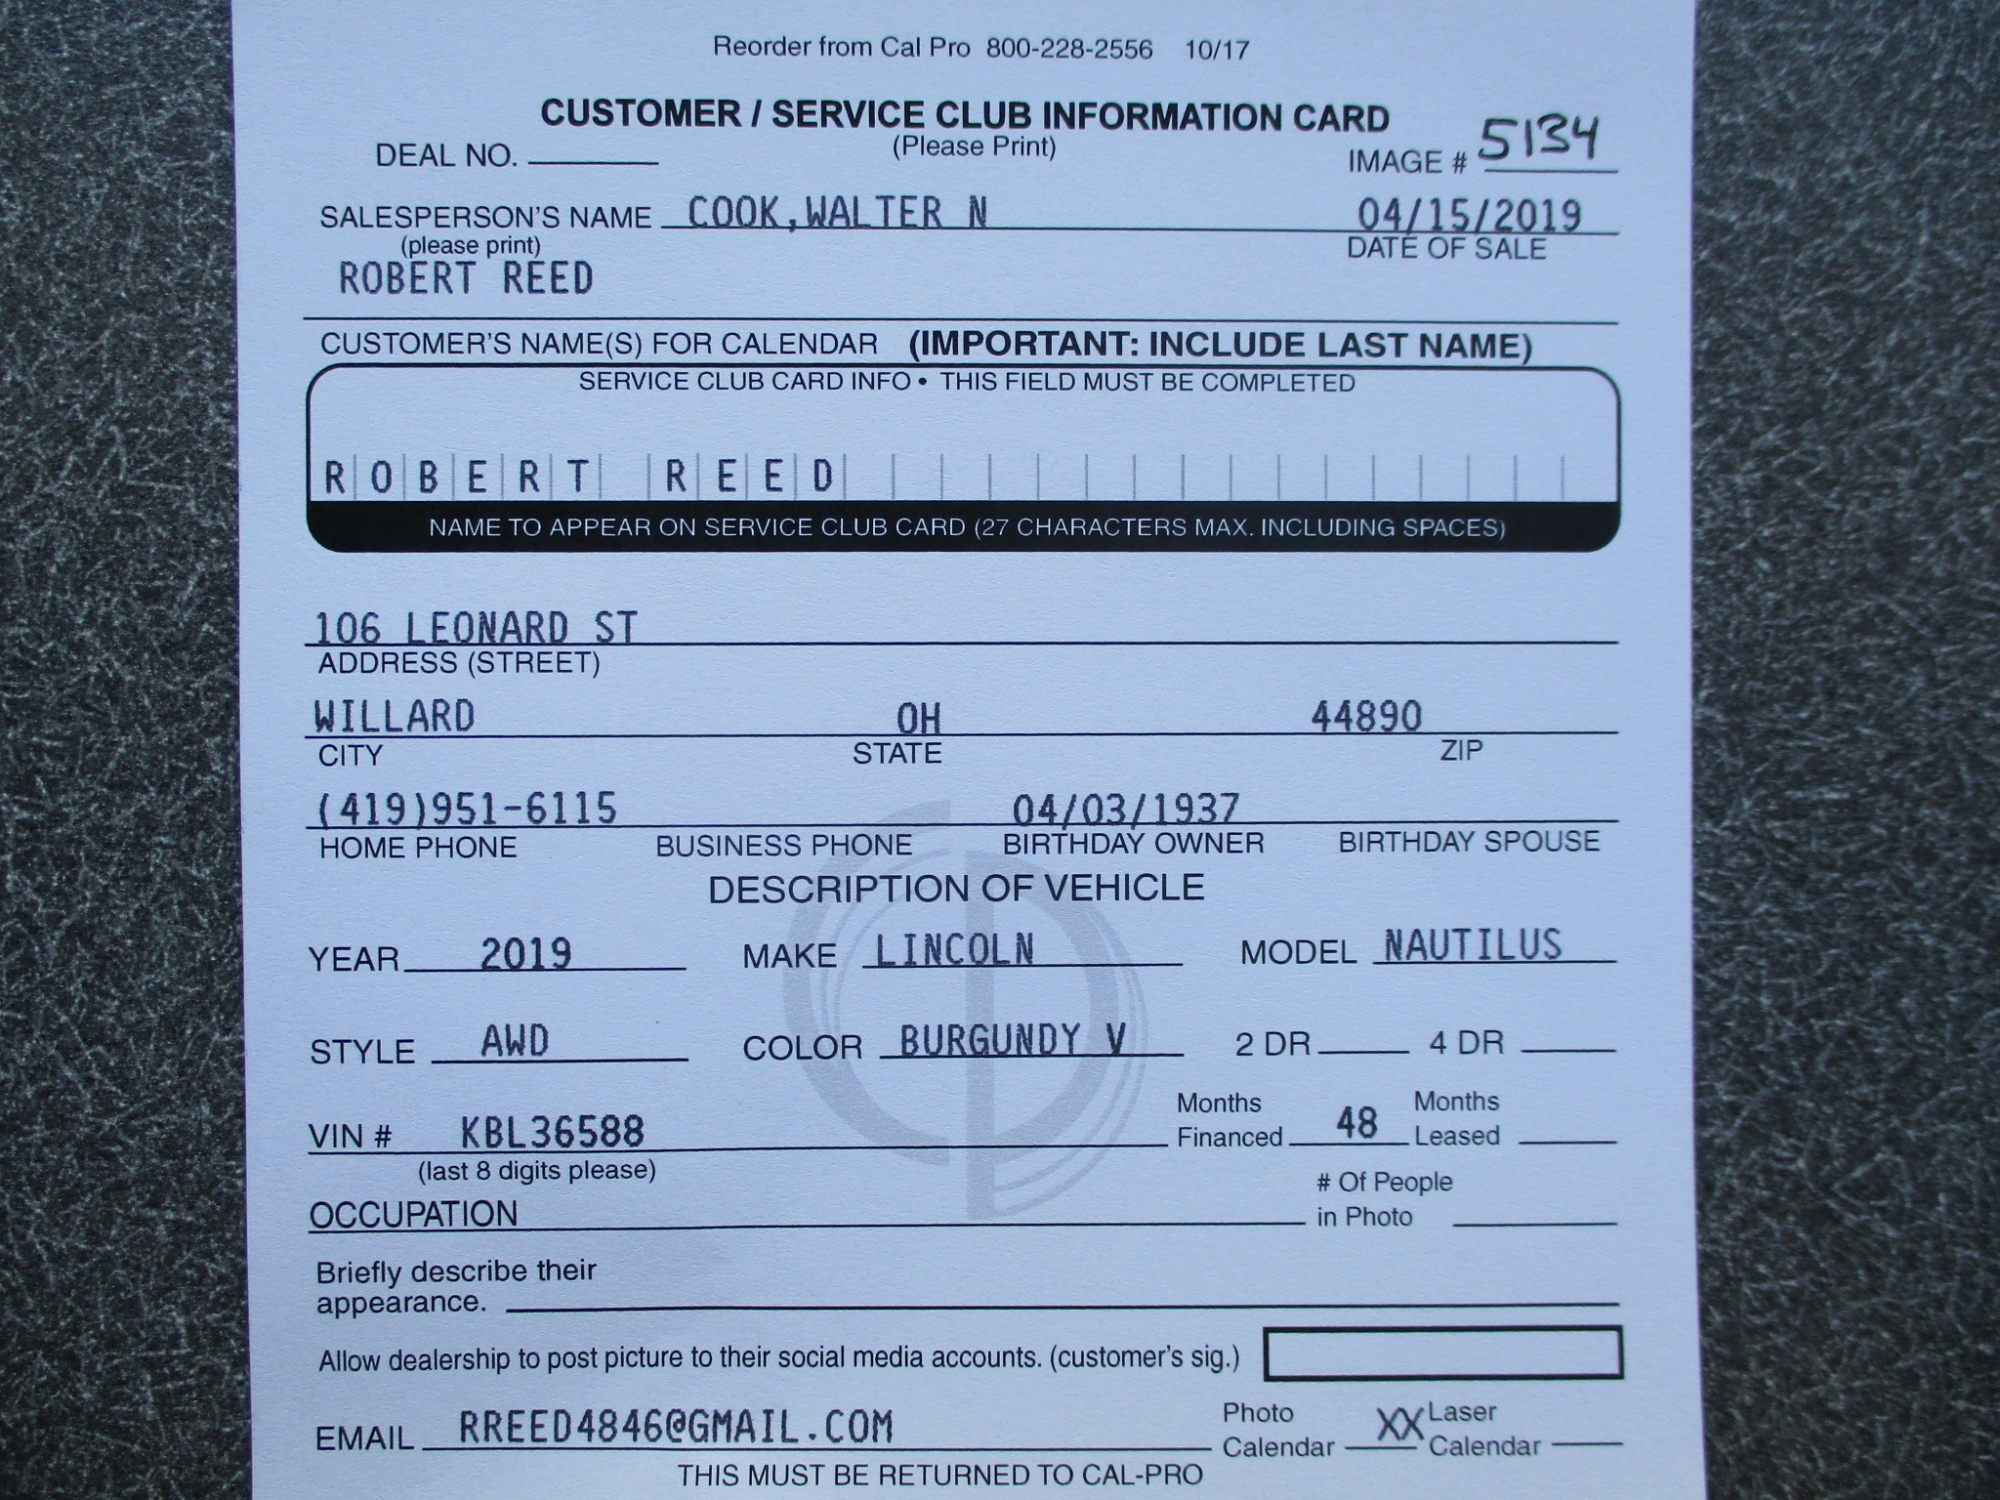 Reorder from Cal Pro 800-228-2556 10/17
CUSTOMER / SERVICE CLUB INFORMATION CARD
(Please Print)
DEAL NO. IMAGE # 5134
SALESPERSON'S NAME COOK,WALTER N 04/15/2019
(please print) DATE OF SALE
ROBERT REED
CUSTOMER'S NAME(S) FOR CALENDAR (IMPORTANT: INCLUDE LAST NAME)
SERVICE CLUB CARD INFO • THIS FIELD MUST BE COMPLETED
ROBERT REED
NAME TO APPEAR ON SERVICE CLUB CARD (27 CHARACTERS MAX. INCLUDING SPACES)
106 LEONARD ST
ADDRESS (STREET)
WILLARD OH 44890
CITY STATE ZIP
(419)951-6115 04/03/1937
HOME PHONE BUSINESS PHONE BIRTHDAY OWNER BIRTHDAY SPOUSE
DESCRIPTION OF VEHICLE
YEAR 2019 MAKE LINCOLN MODEL NAUTILUS
STYLE AWD COLOR BURGUNDY V 2 DR 4 DR
VIN # KBL36588 Months Financed 48 Months Leased
(last 8 digits please)
OCCUPATION # Of People in Photo
Briefly describe their
appearance.
Allow dealership to post picture to their social media accounts. (customer's sig.)
EMAIL RREED4846@GMAIL.COM Photo Calendar XX Laser Calendar
THIS MUST BE RETURNED TO CAL-PRO